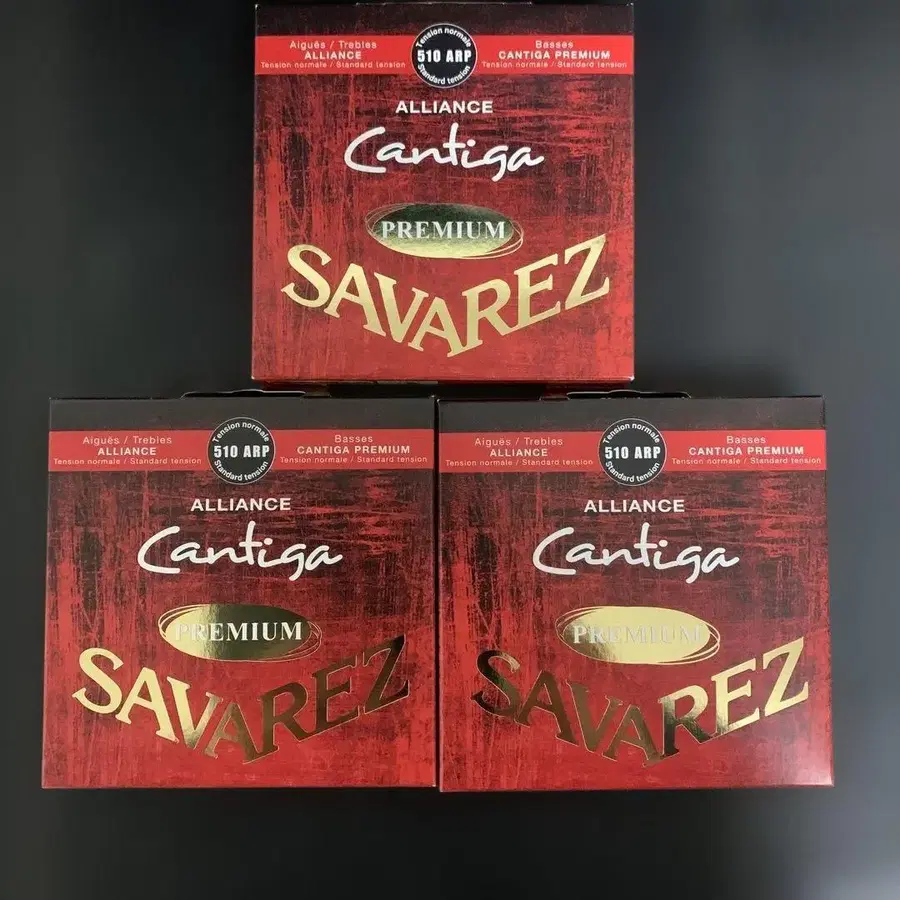 Aiguës / Trebles
ALLIANCE
Tension normale / Standard tension
Tension normale
510 ARP
Standard tension
Basses
CANTIGA PREMIUM
Tension normale / Standard tension
ALLIANCE
Cantiga
PREMIUM
SAVAREZ
Aiguës / Trebles
ALLIANCE
Tension normale / Standard tension
Tension normale
510 ARP
Standard tension
Basses
CANTIGA PREMIUM
Tension normale / Standard tension
ALLIANCE
Cantiga
PREMIUM
SAVAREZ
Aiguës / Trebles
ALLIANCE
Tension normale / Standard tension
Tension normale
510 ARP
Standard tension
Basses
CANTIGA PREMIUM
Tension normale / Standard tension
ALLIANCE
Cantiga
PREMIUM
SAVAREZ